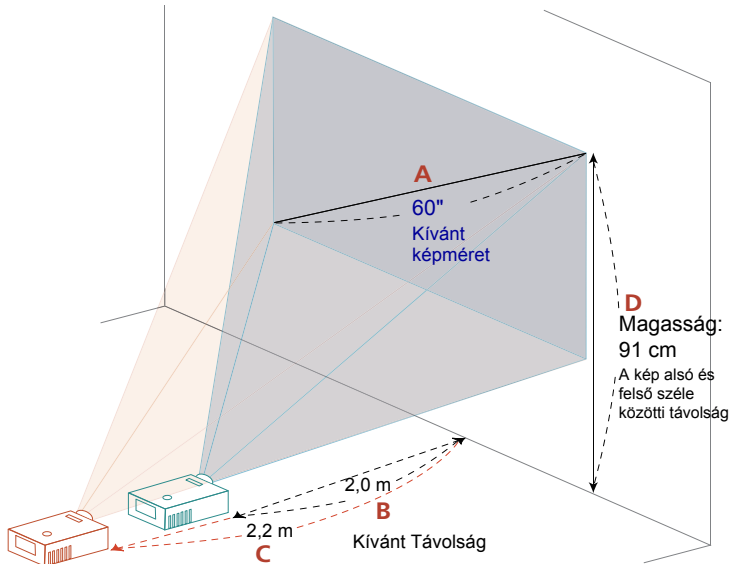 A
60"
Kívánt
képméret
D
Magasság:
91 cm
A kép alsó és
felső széle
közötti távolság
2,0 m
B
2,2 m
C
Kívánt Távolság